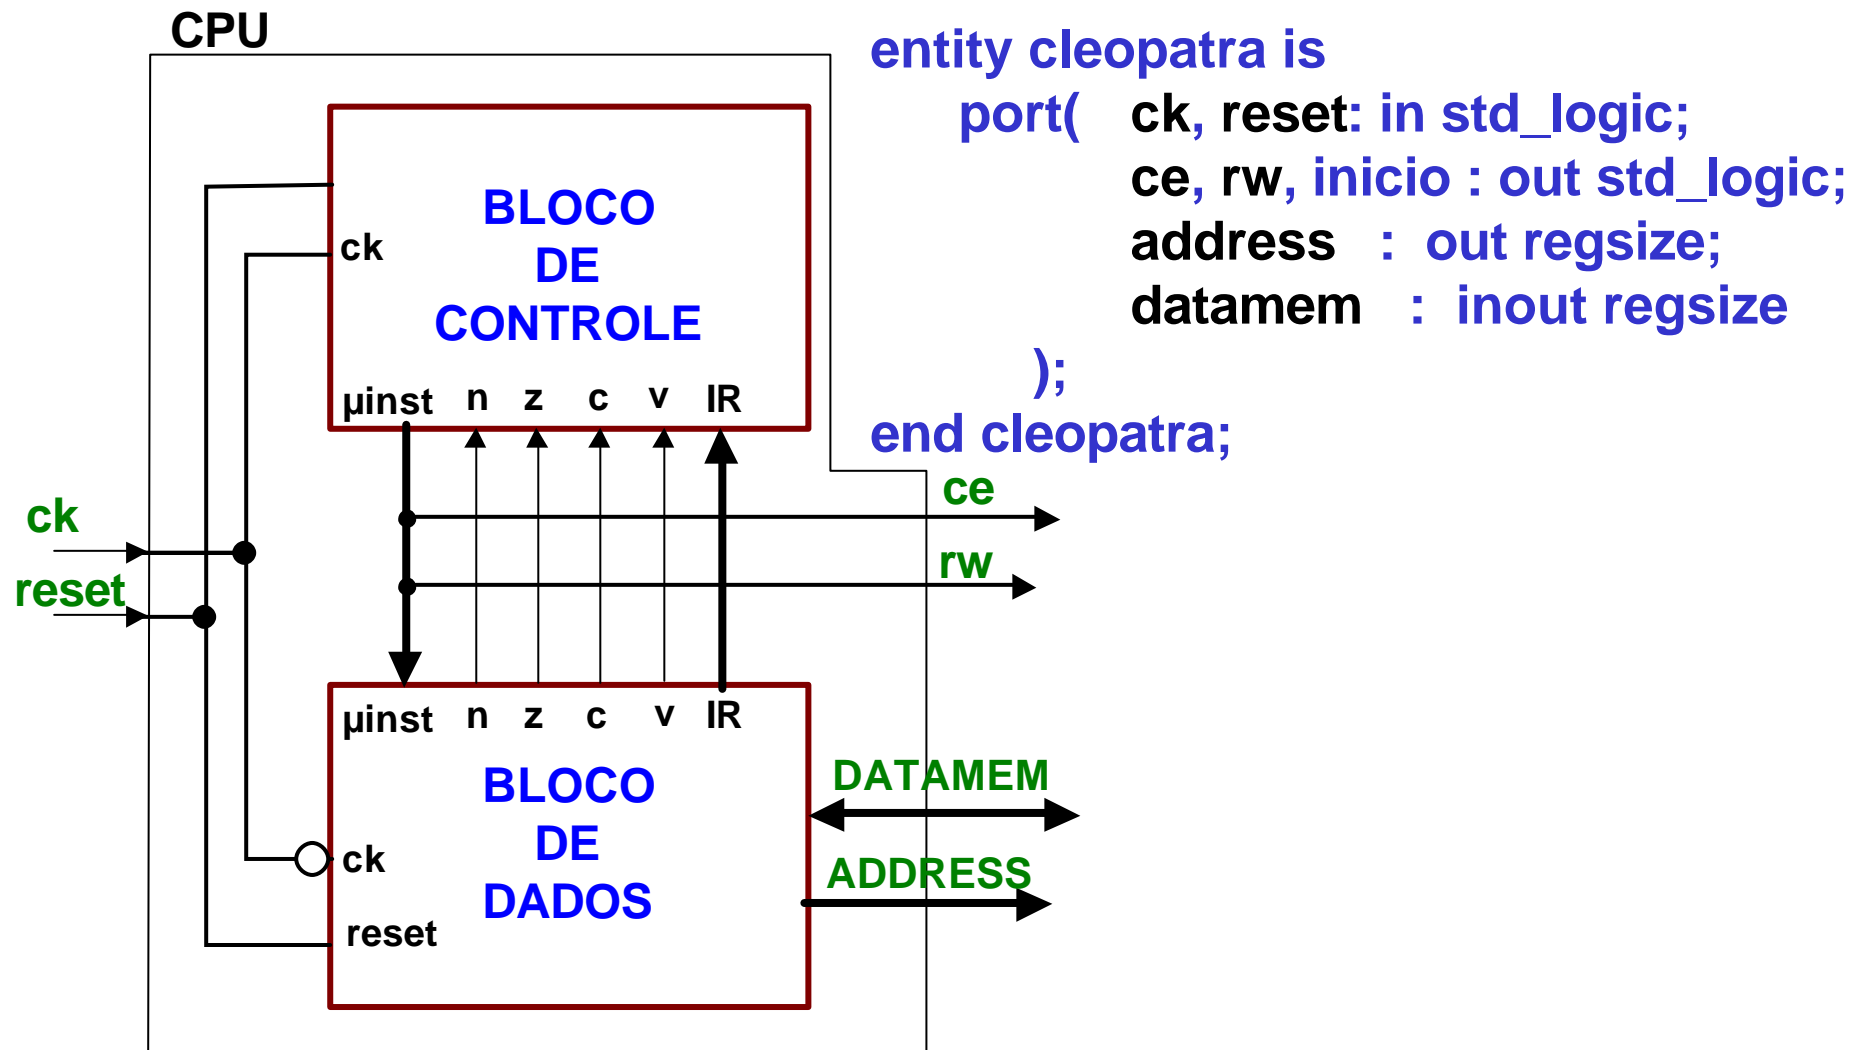 CPU
entity cleopatra is
port( ck, reset: in std_logic;
ce, rw, inicio : out std_logic;
address : out regsize;
datamem : inout regsize
);
end cleopatra;
BLOCO
DE
CONTROLE
ck
µinst n z c v IR
ce
ck
rw
reset
µinst n z c v IR
BLOCO
DE
DADOS
ck
reset
DATAMEM
ADDRESS